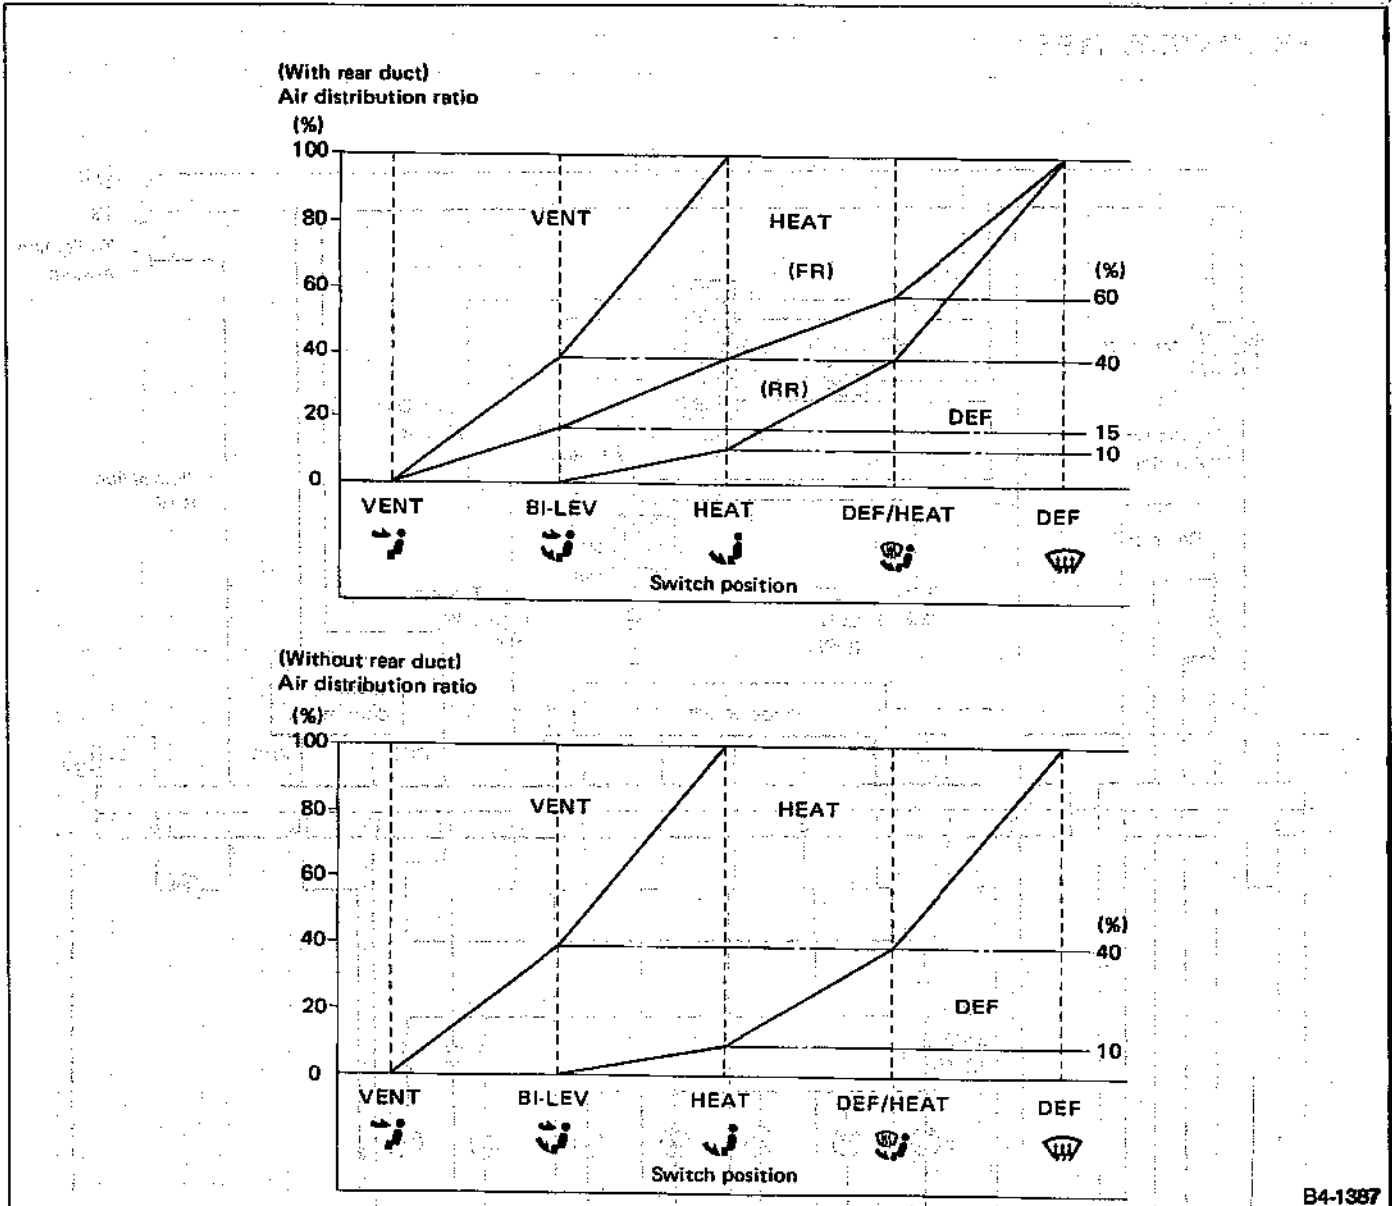 (With rear duct)
Air distribution ratio
(%)
100
80
60
40
20
0
VENT
HEAT
(FR)
(RR)
DEF
(%)
60
40
15
10
VENT
BI-LEV
HEAT
DEF/HEAT
DEF
Switch position
(Without rear duct)
Air distribution ratio
(%)
100
80
60
40
20
0
VENT
HEAT
DEF
(%)
40
10
VENT
BI-LEV
HEAT
DEF/HEAT
DEF
Switch position
B4-1387